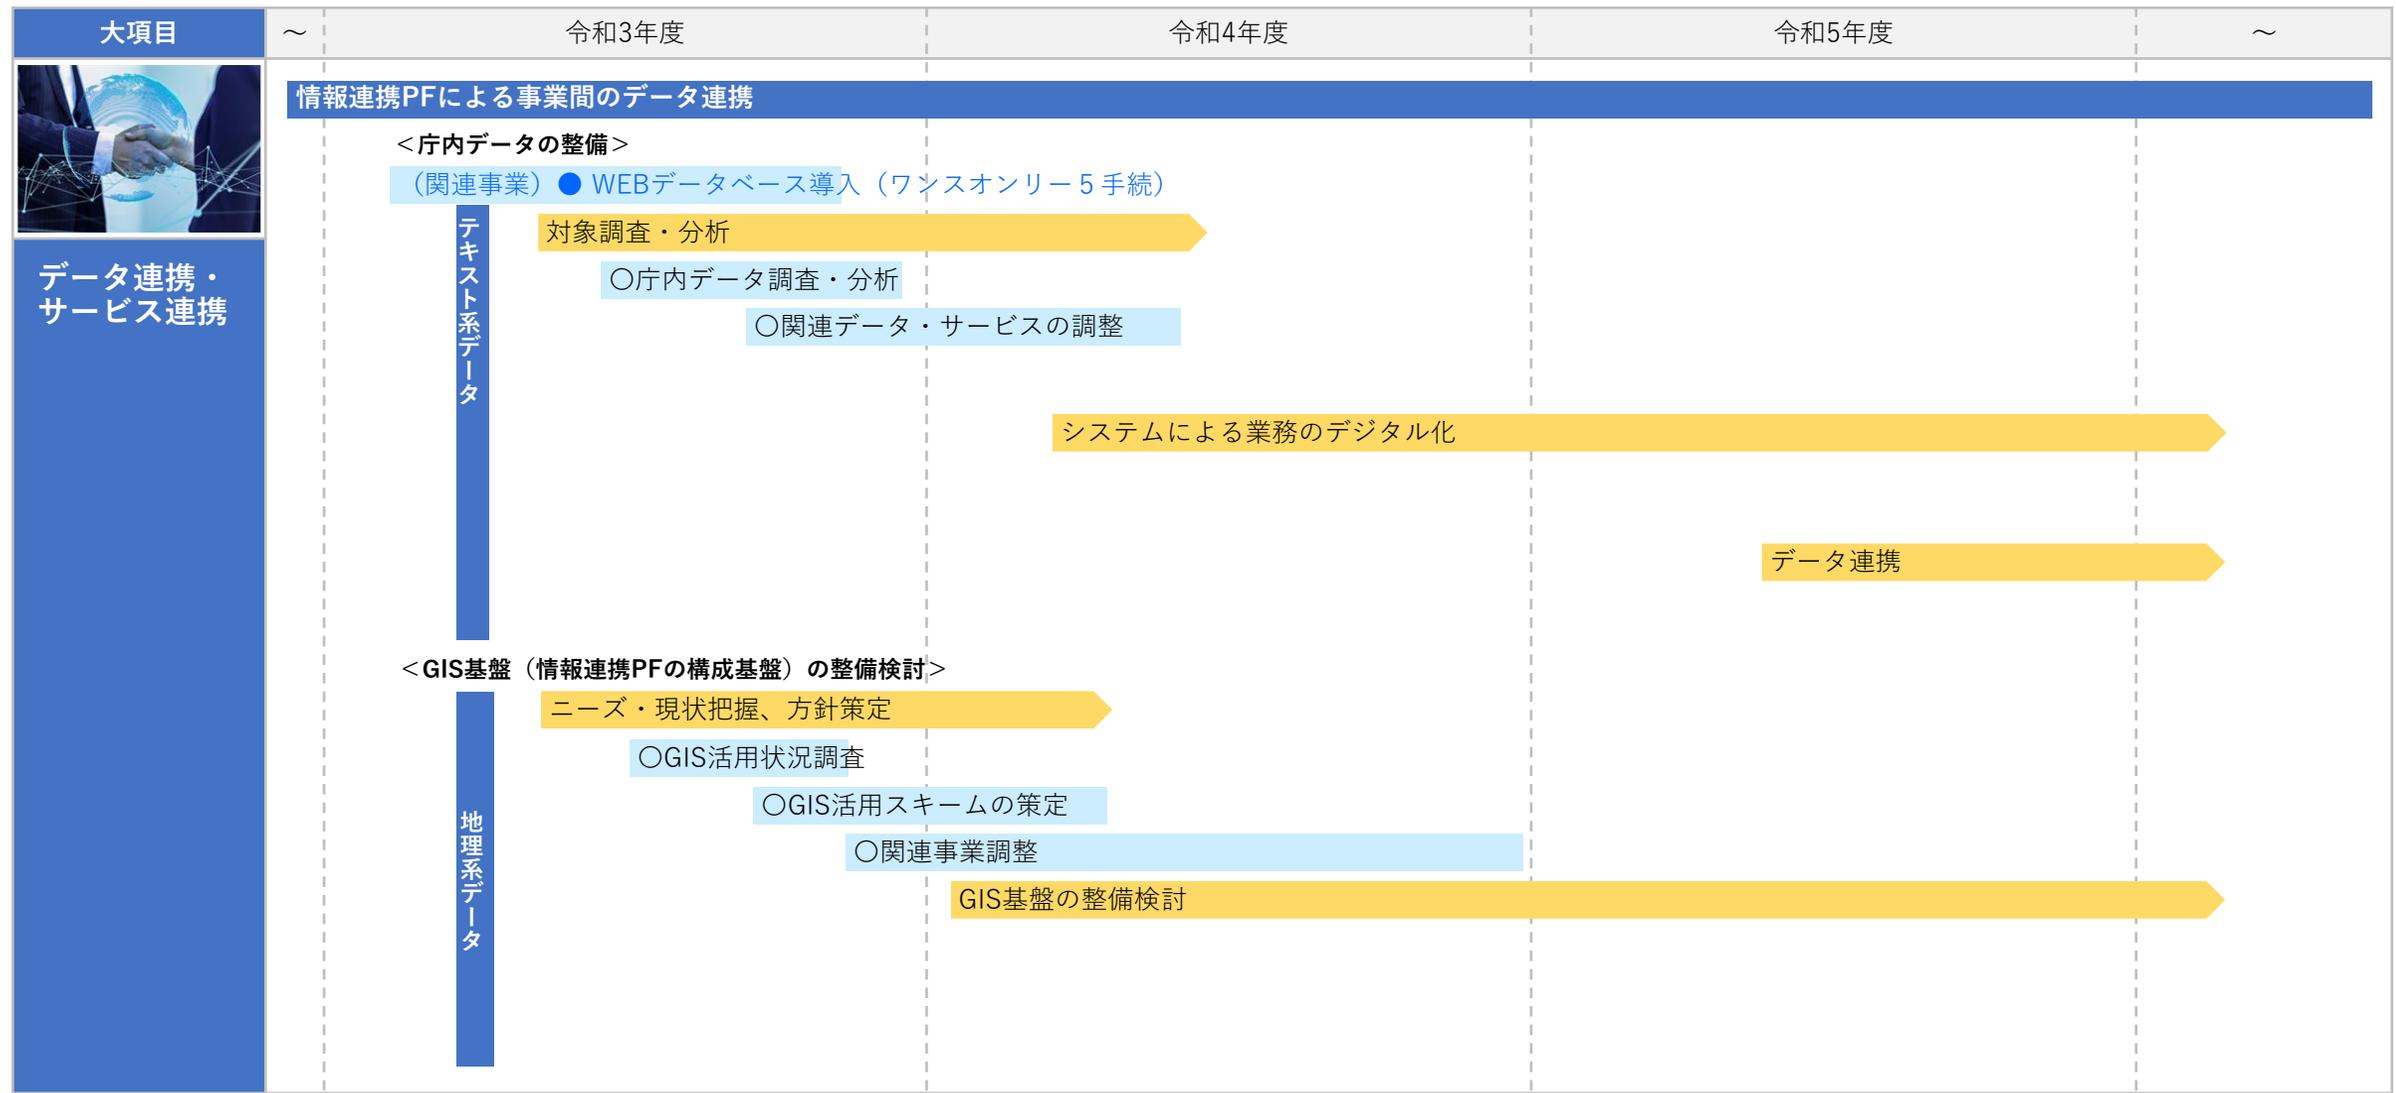 大項目
～
令和3年度
令和4年度
令和5年度
～
データ連携・
サービス連携
情報連携PFによる事業間のデータ連携
＜庁内データの整備＞
（関連事業）● WEBデータベース導入（ワンスオンリー５手続）
テキスト系データ
対象調査・分析
〇庁内データ調査・分析
〇関連データ・サービスの調整
システムによる業務のデジタル化
データ連携
＜GIS基盤（情報連携PFの構成基盤）の整備検討＞
地理系データ
ニーズ・現状把握、方針策定
〇GIS活用状況調査
〇GIS活用スキームの策定
〇関連事業調整
GIS基盤の整備検討